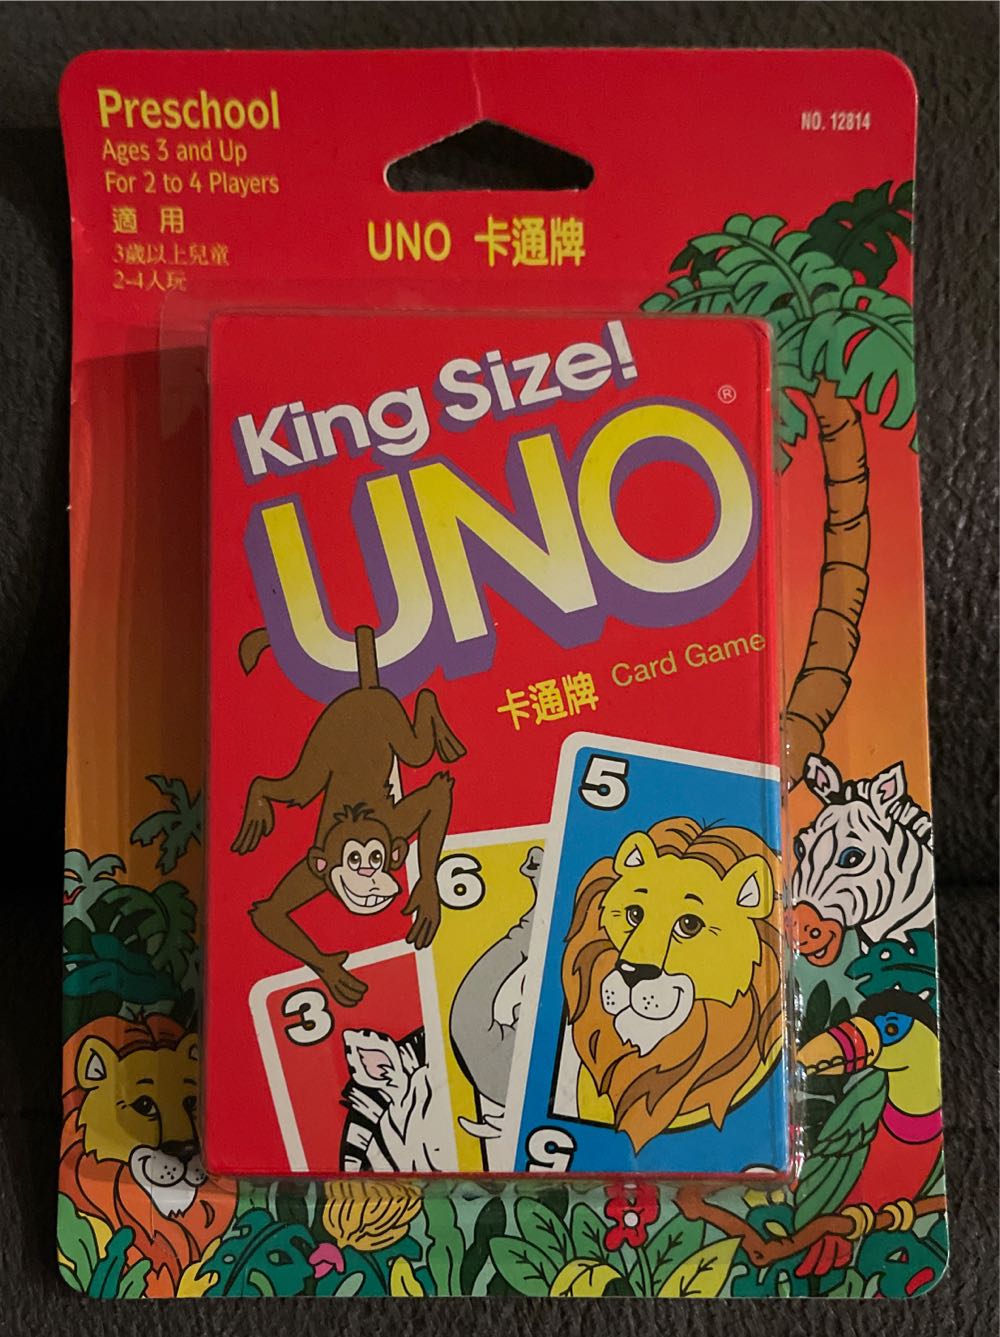 Preschool
Ages 3 and Up
For 2 to 4 Players
適 用
3歲以上兒童
2-4人玩
NO. 12814
UNO 卡通牌
King Size!
UNO®
卡通牌 Card Game
5
6
3
5